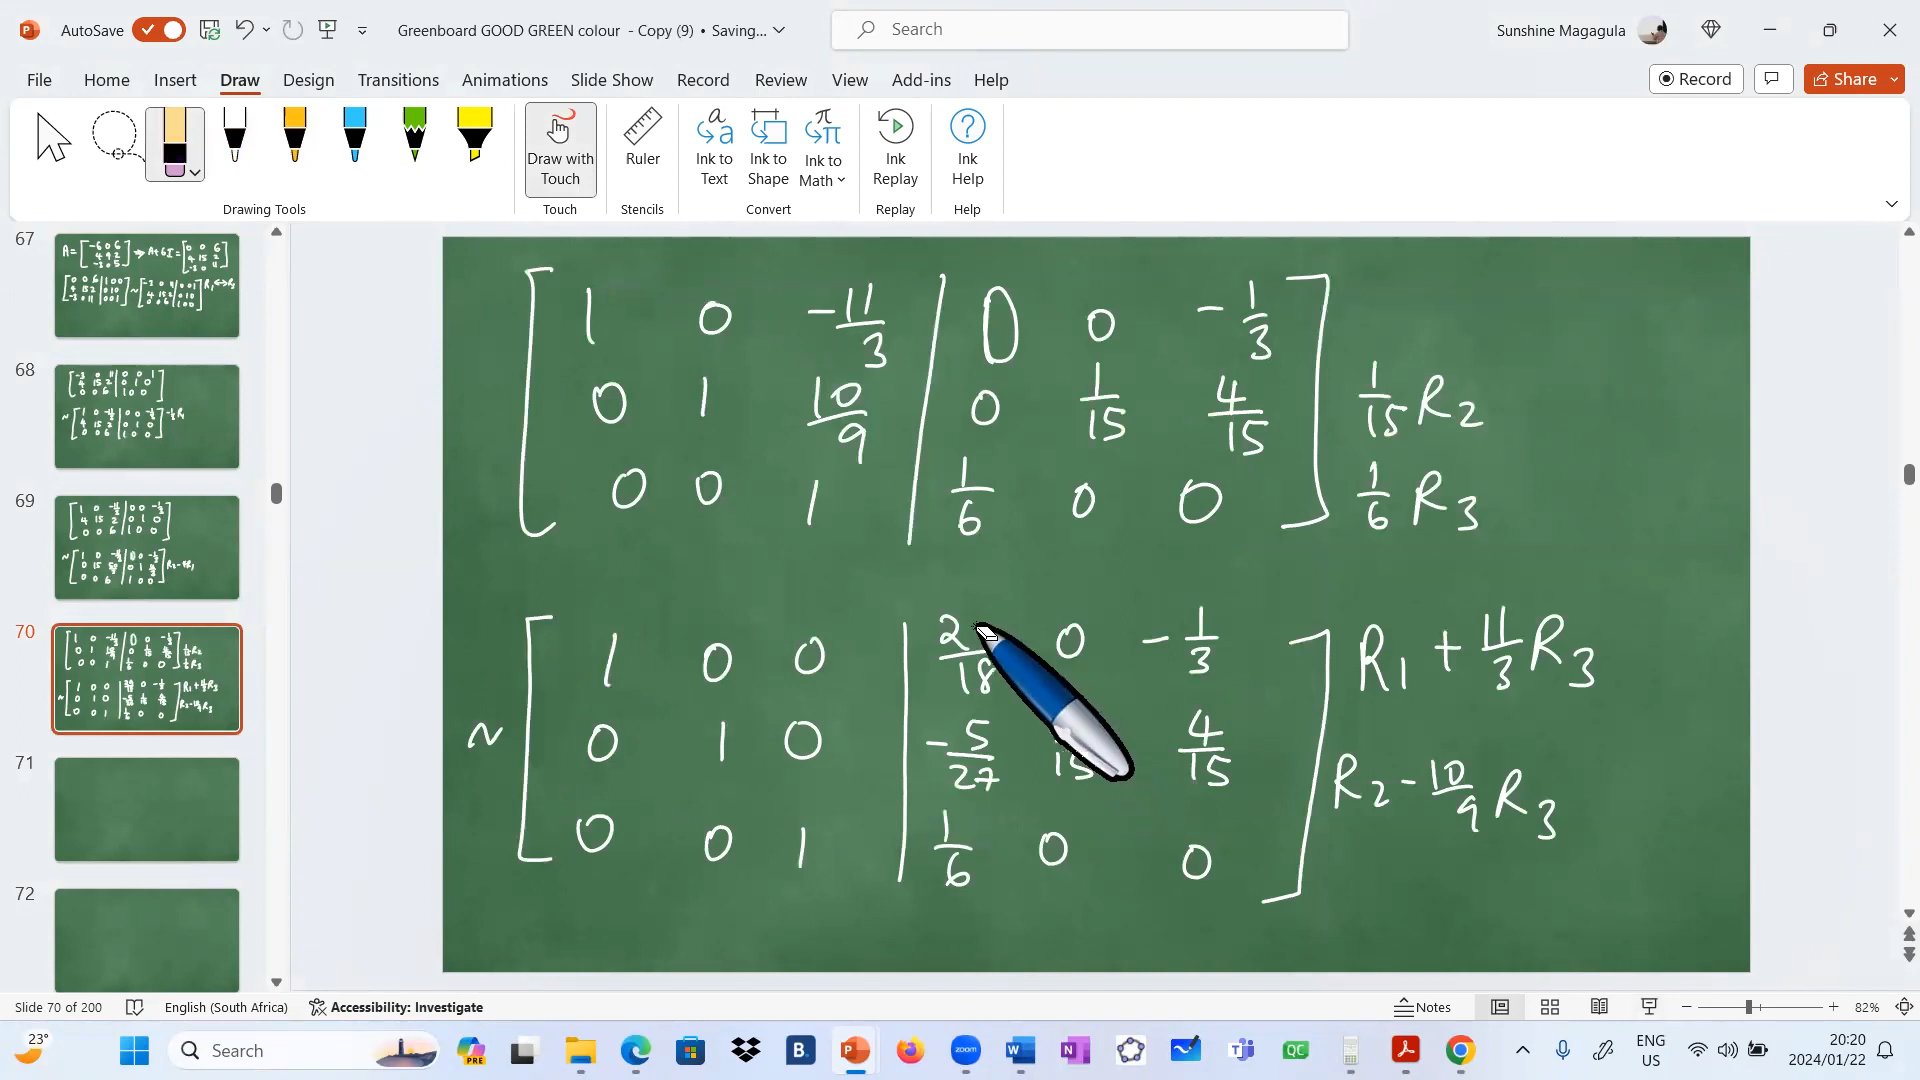 AutoSave
Greenboard GOOD GREEN colour - Copy (9) • Saving...
Search
Sunshine Magagula
File Home Insert Draw Design Transitions Animations Slide Show Record Review View Add-ins Help
Record
Share
Draw with Touch
Ruler
Ink to Text
Ink to Shape
Ink to Math
Ink Replay
Ink Help
Drawing Tools
Touch
Stencils
Convert
Replay
Help
67
68
69
70
71
72
[ 1 0 -11/3 | 0 0 -1/3 ]
[ 0 1 10/9 | 0 1/15 4/15 ] 1/15 R2
[ 0 0 1 | 1/6 0 0 ] 1/6 R3
[ 1 0 0 | 0 -1/3 ] R1 + 11/3 R3
~ [ 0 1 0 | -5/27 4/15 ] R2 - 10/9 R3
[ 0 0 1 | 1/6 0 0 ]
Slide 70 of 200
English (South Africa)
Accessibility: Investigate
Notes
82%
23°
Search
PRE
zoom
QC
ENG
US
20:20
2024/01/22